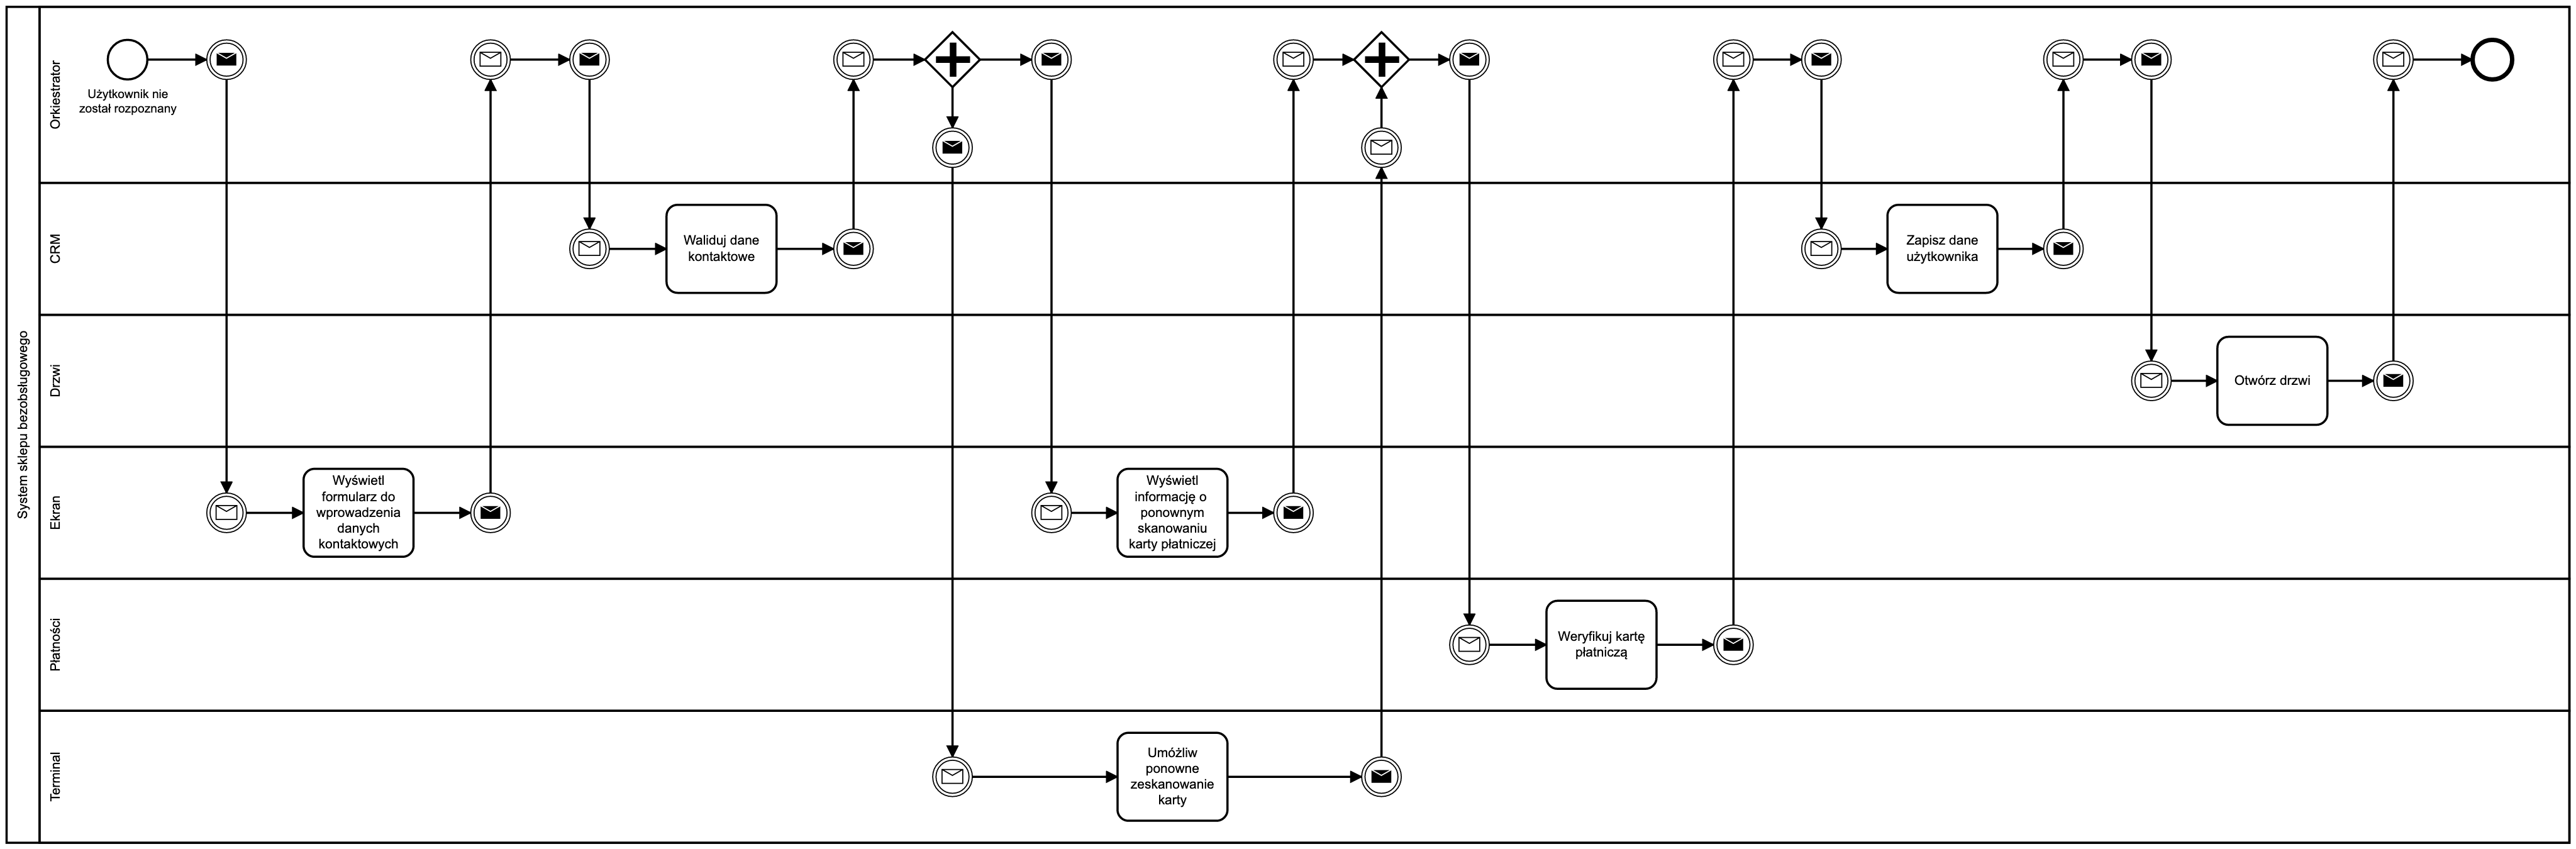 System sklepu bezobsługowego
Orkiestrator
Użytkownik nie
został rozpoznany
CRM
Waliduj dane
kontaktowe
Zapisz dane
użytkownika
Drzwi
Otwórz drzwi
Ekran
Wyświetl
formularz do
wprowadzenia
danych
kontaktowych
Wyświetl
informację o
ponownym
skanowaniu
karty płatniczej
Płatności
Weryfikuj kartę
płatniczą
Terminal
Umóżliw
ponowne
zeskanowanie
karty